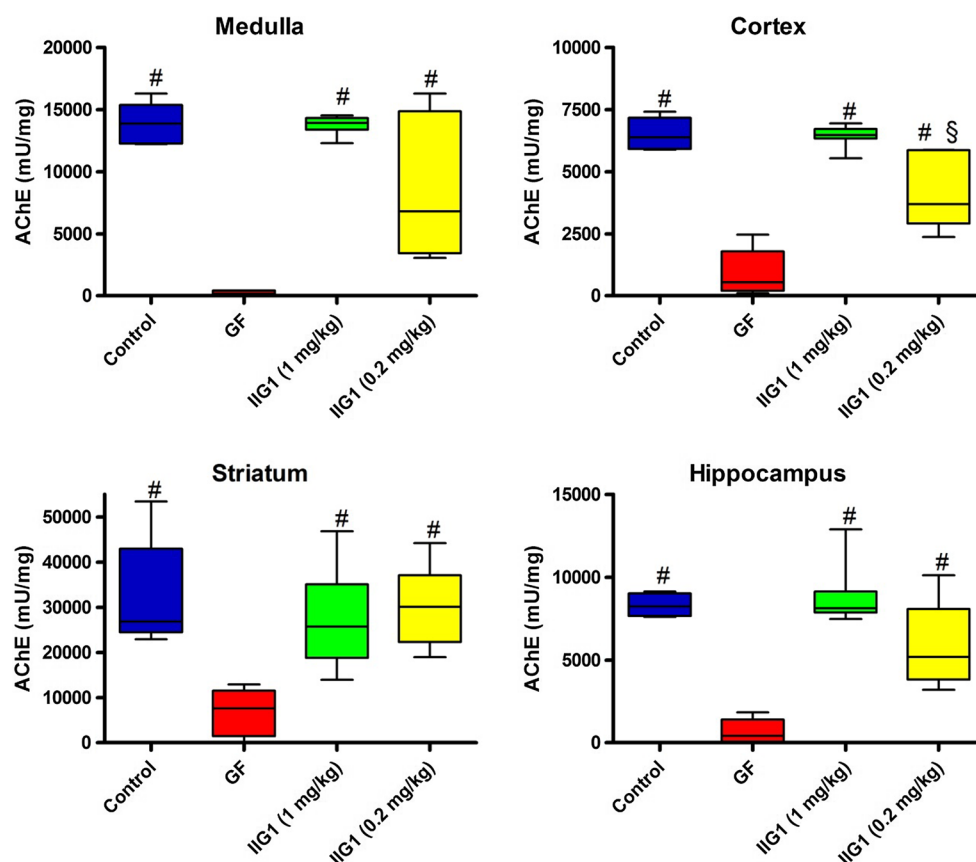 Medulla
20000
15000
10000
5000
0
AChE (mU/mg)
#
#
#
Control
GF
IIG1 (1 mg/kg)
IIG1 (0.2 mg/kg)
Cortex
10000
7500
5000
2500
0
AChE (mU/mg)
#
#
# §
Control
GF
IIG1 (1 mg/kg)
IIG1 (0.2 mg/kg)
Striatum
50000
40000
30000
20000
10000
0
AChE (mU/mg)
#
#
#
Control
GF
IIG1 (1 mg/kg)
IIG1 (0.2 mg/kg)
Hippocampus
15000
10000
5000
0
AChE (mU/mg)
#
#
#
Control
GF
IIG1 (1 mg/kg)
IIG1 (0.2 mg/kg)